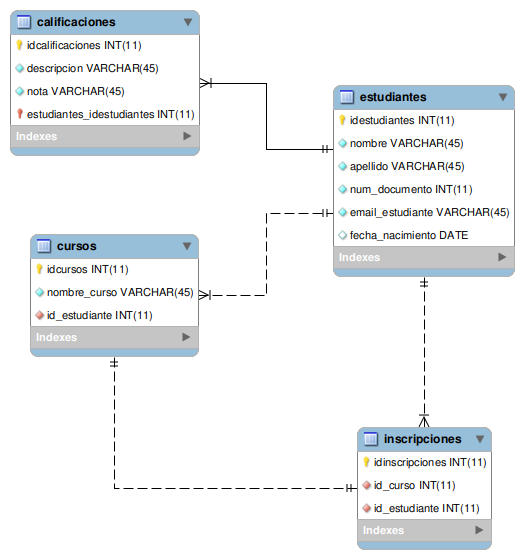 calificaciones
idcalificaciones INT(11)
descripcion VARCHAR(45)
nota VARCHAR(45)
estudiantes_idestudiantes INT(11)
Indexes
estudiantes
idestudiantes INT(11)
nombre VARCHAR(45)
apellido VARCHAR(45)
num_documento INT(11)
email_estudiante VARCHAR(45)
fecha_nacimiento DATE
Indexes
cursos
idcursos INT(11)
nombre_curso VARCHAR(45)
id_estudiante INT(11)
Indexes
inscripciones
idinscripciones INT(11)
id_curso INT(11)
id_estudiante INT(11)
Indexes